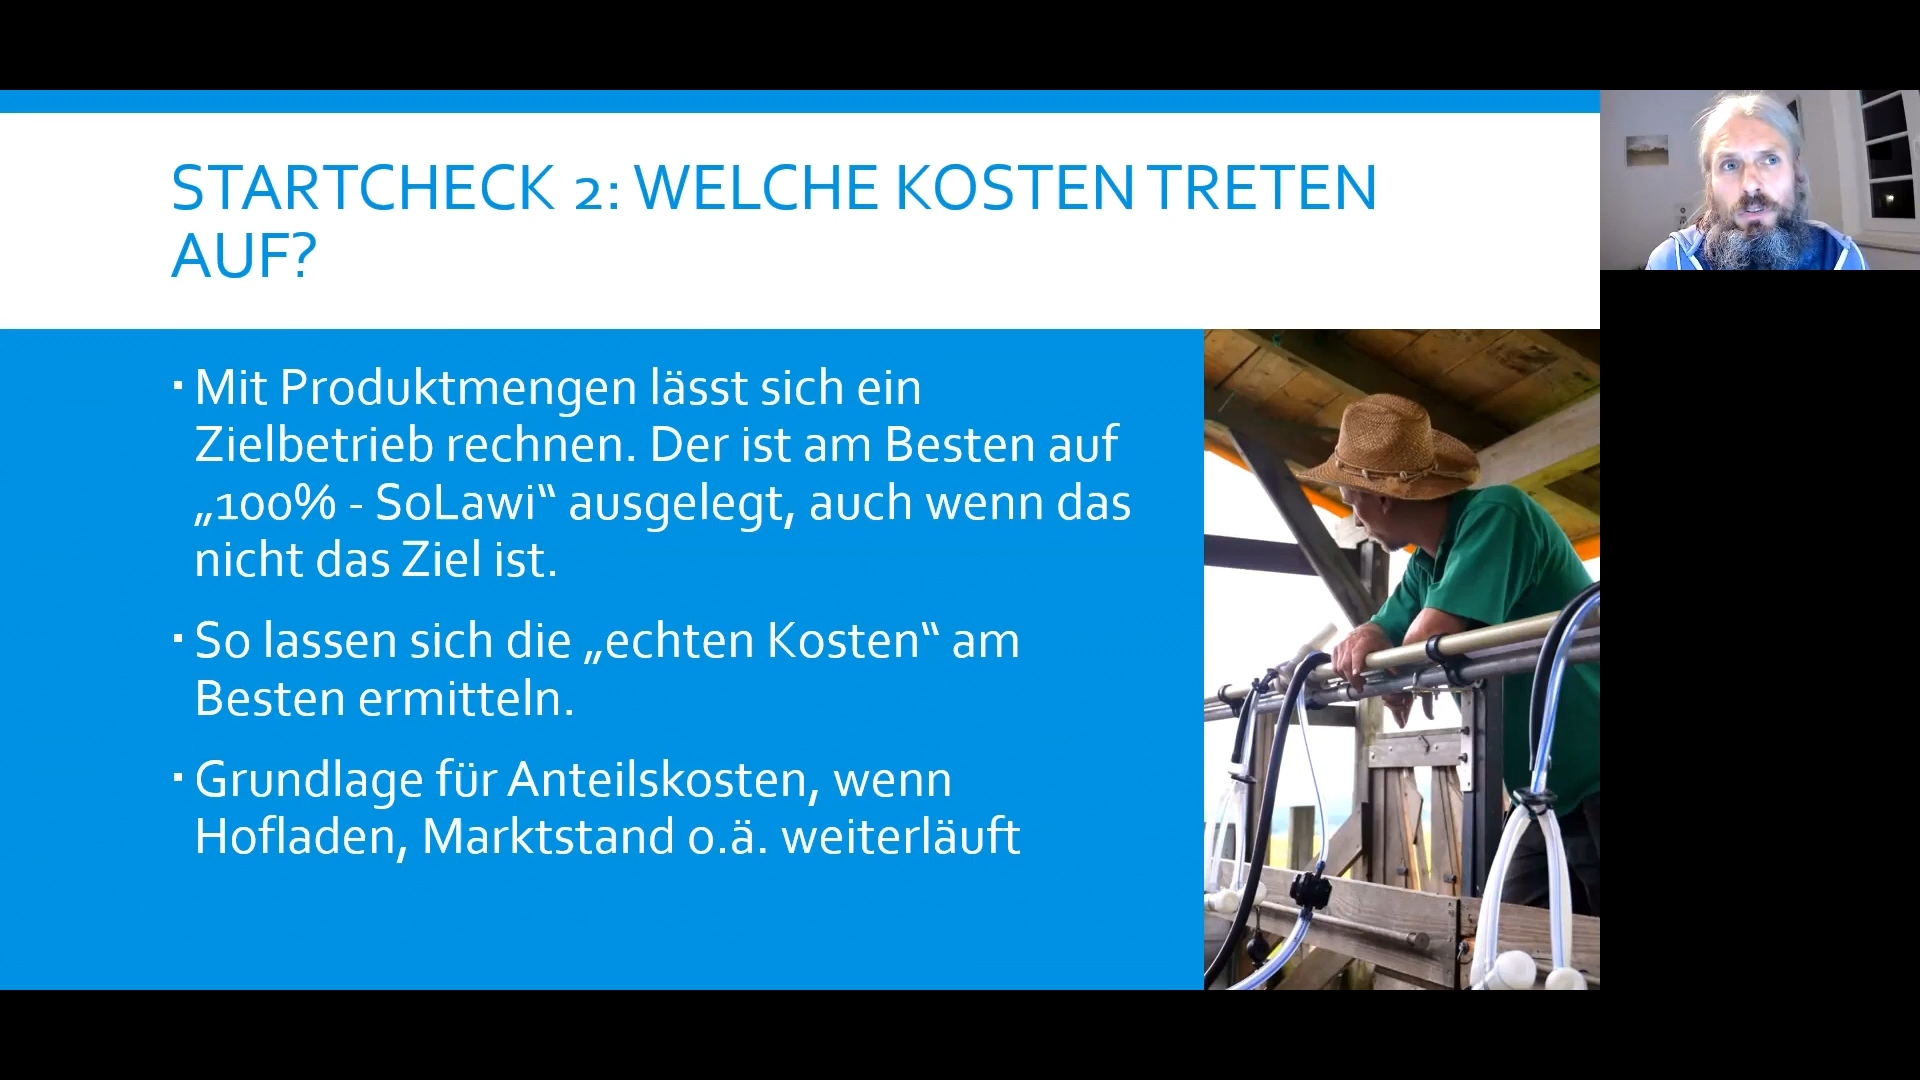 STARTCHECK 2: WELCHE KOSTEN TRETEN
AUF?
▪ Mit Produktmengen lässt sich ein
Zielbetrieb rechnen. Der ist am Besten auf
„100% - SoLawi“ ausgelegt, auch wenn das
nicht das Ziel ist.
▪ So lassen sich die „echten Kosten“ am
Besten ermitteln.
▪ Grundlage für Anteilskosten, wenn
Hofladen, Marktstand o.ä. weiterläuft